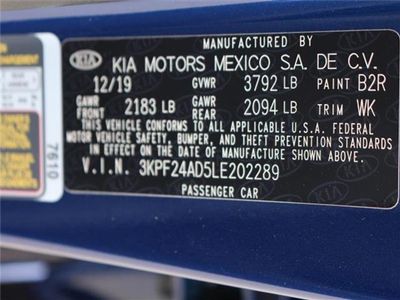 MANUFACTURED BY
KIA KIA MOTORS MEXICO S.A. DE C.V.
12/19 GVWR 3792 LB PAINT B2R
GAWR FRONT 2183 LB GAWR REAR 2094 LB TRIM WK
THIS VEHICLE CONFORMS TO ALL APPLICABLE U.S.A. FEDERAL
MOTOR VEHICLE SAFETY, BUMPER, AND THEFT PREVENTION STANDARDS
IN EFFECT ON THE DATE OF MANUFACTURE SHOWN ABOVE.
V.I.N. 3KPF24AD5LE202289
PASSENGER CAR
7610